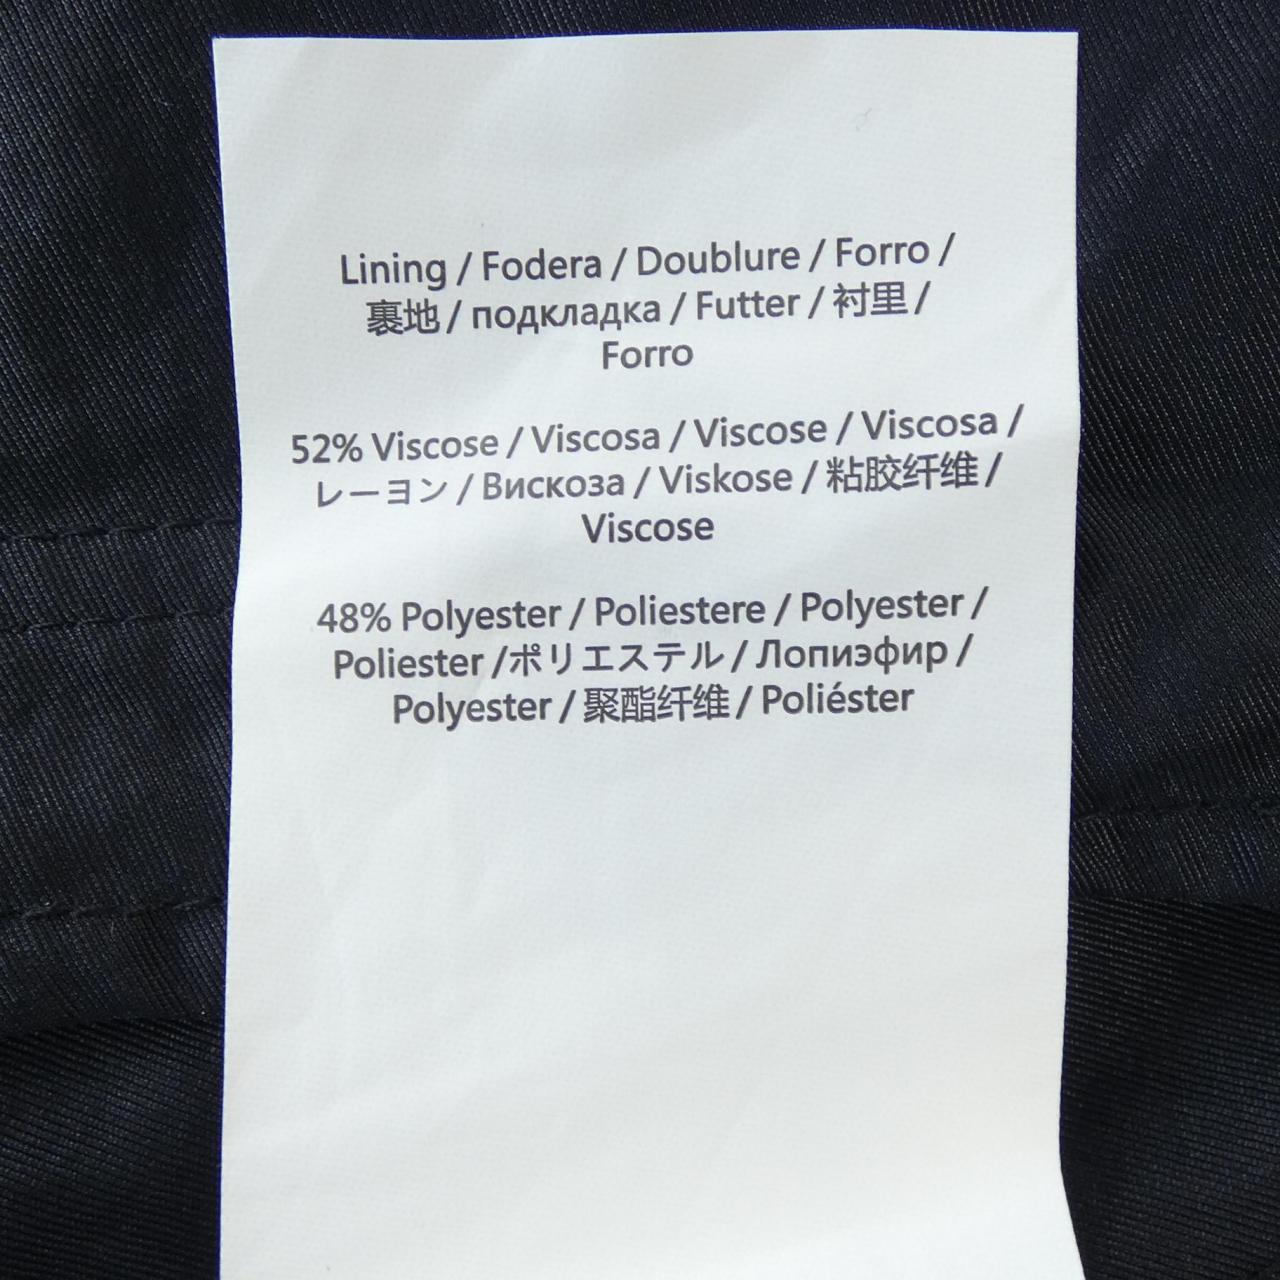 Lining / Fodera / Doublure / Forro /
裏地 / подкладка / Futter / 衬里 /
Forro
52% Viscose / Viscosa / Viscose / Viscosa /
レーヨン / Вискоза / Viskose / 粘胶纤维 /
Viscose
48% Polyester / Poliestere / Polyester /
Poliester /ポリエステル / Лопиэфир /
Polyester / 聚酯纤维 / Poliéster